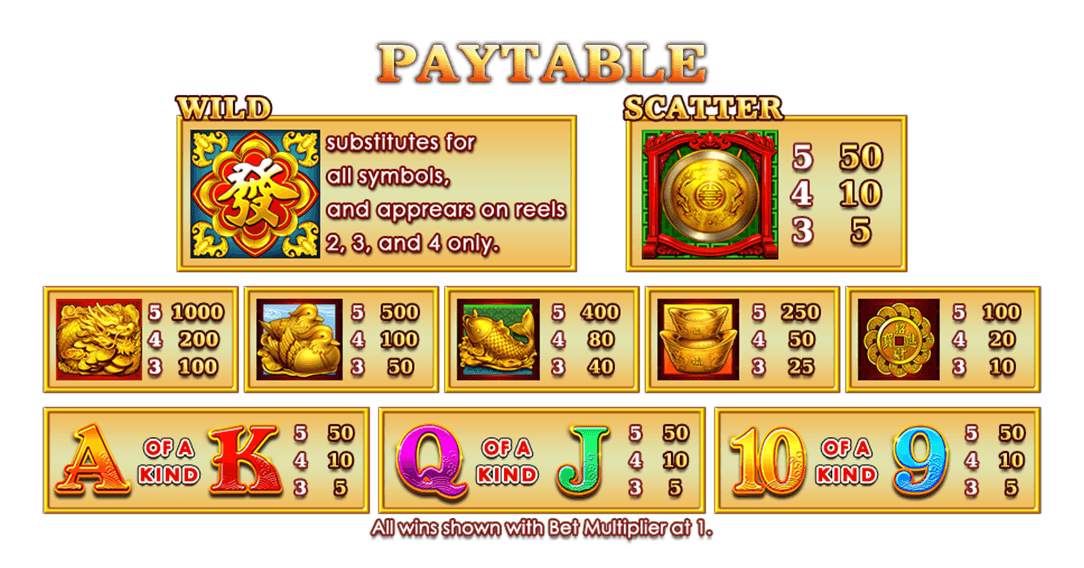 PAYTABLE
WILD
發
substitutes for
all symbols,
and apprears on reels
2, 3, and 4 only.
SCATTER
5 50
4 10
3 5
5 1000
4 200
3 100
5 500
4 100
3 50
5 400
4 80
3 40
5 250
4 50
3 25
5 100
4 20
3 10
A OF A KIND K
5 50
4 10
3 5
Q OF A KIND J
5 50
4 10
3 5
10 OF A KIND 9
5 50
4 10
3 5
All wins shown with Bet Multiplier at 1.